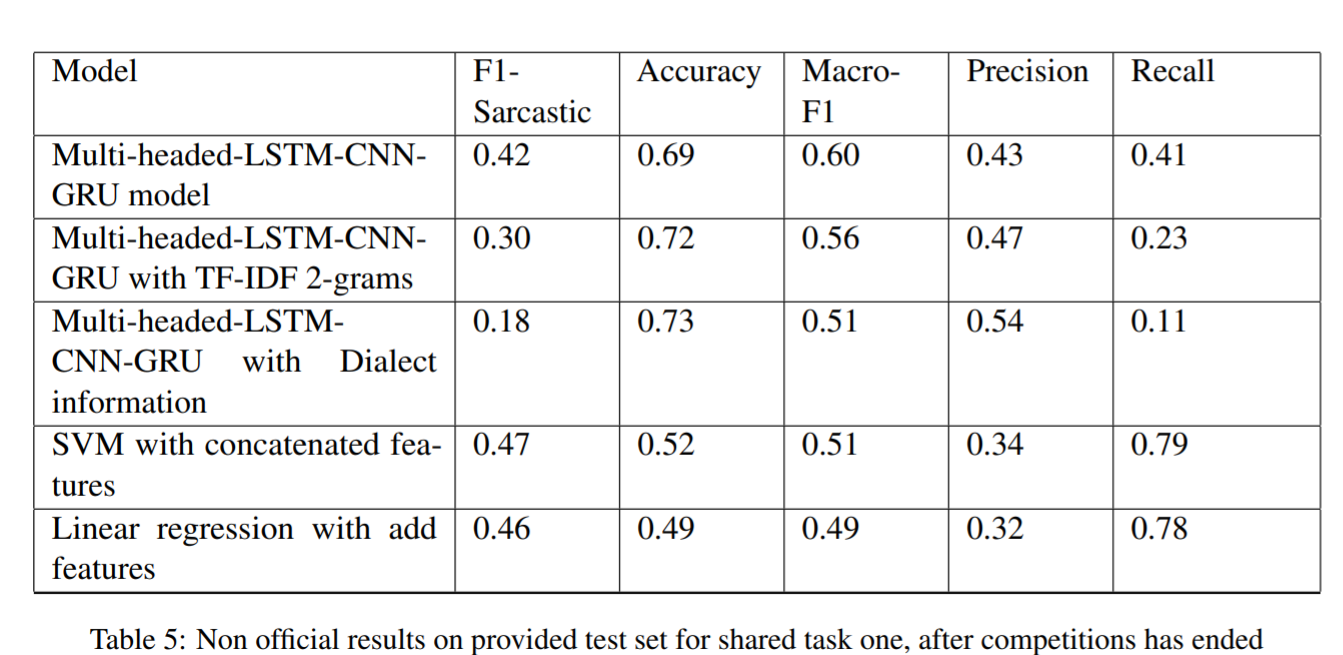 Model F1- Accuracy Macro- Precision Recall
Sarcastic F1
Multi-headed-LSTM-CNN- 0.42 0.69 0.60 0.43 0.41
GRU model
Multi-headed-LSTM-CNN- 0.30 0.72 0.56 0.47 0.23
GRU with TF-IDF 2-grams
Multi-headed-LSTM- 0.18 0.73 0.51 0.54 0.11
CNN-GRU with Dialect
information
SVM with concatenated fea- 0.47 0.52 0.51 0.34 0.79
tures
Linear regression with add 0.46 0.49 0.49 0.32 0.78
features
Table 5: Non official results on provided test set for shared task one, after competitions has ended